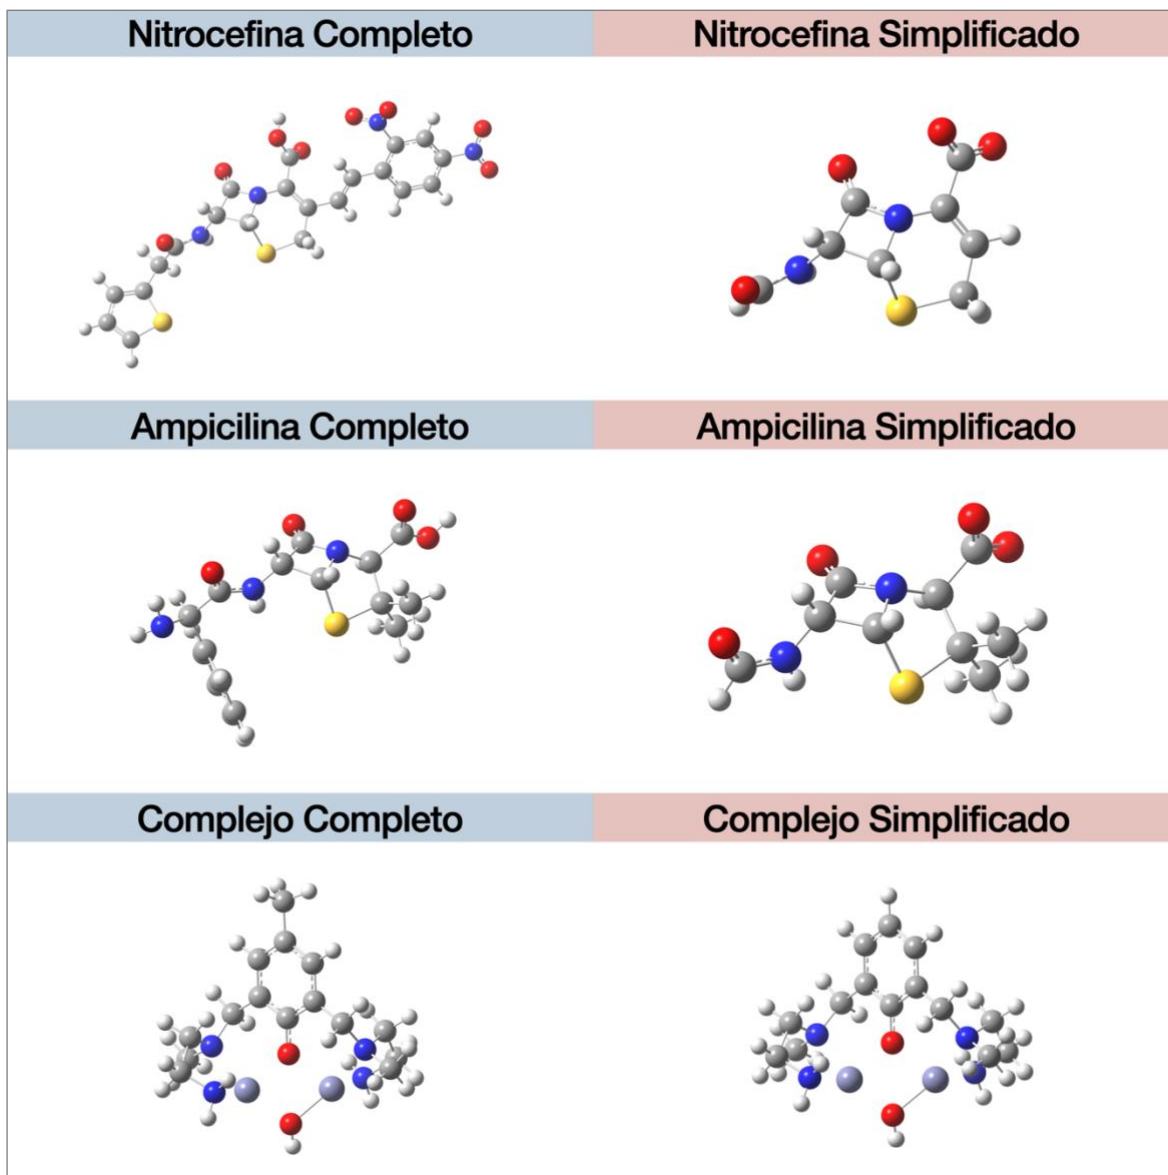 Nitrocefina Completo
Nitrocefina Simplificado
Ampicilina Completo
Ampicilina Simplificado
Complejo Completo
Complejo Simplificado